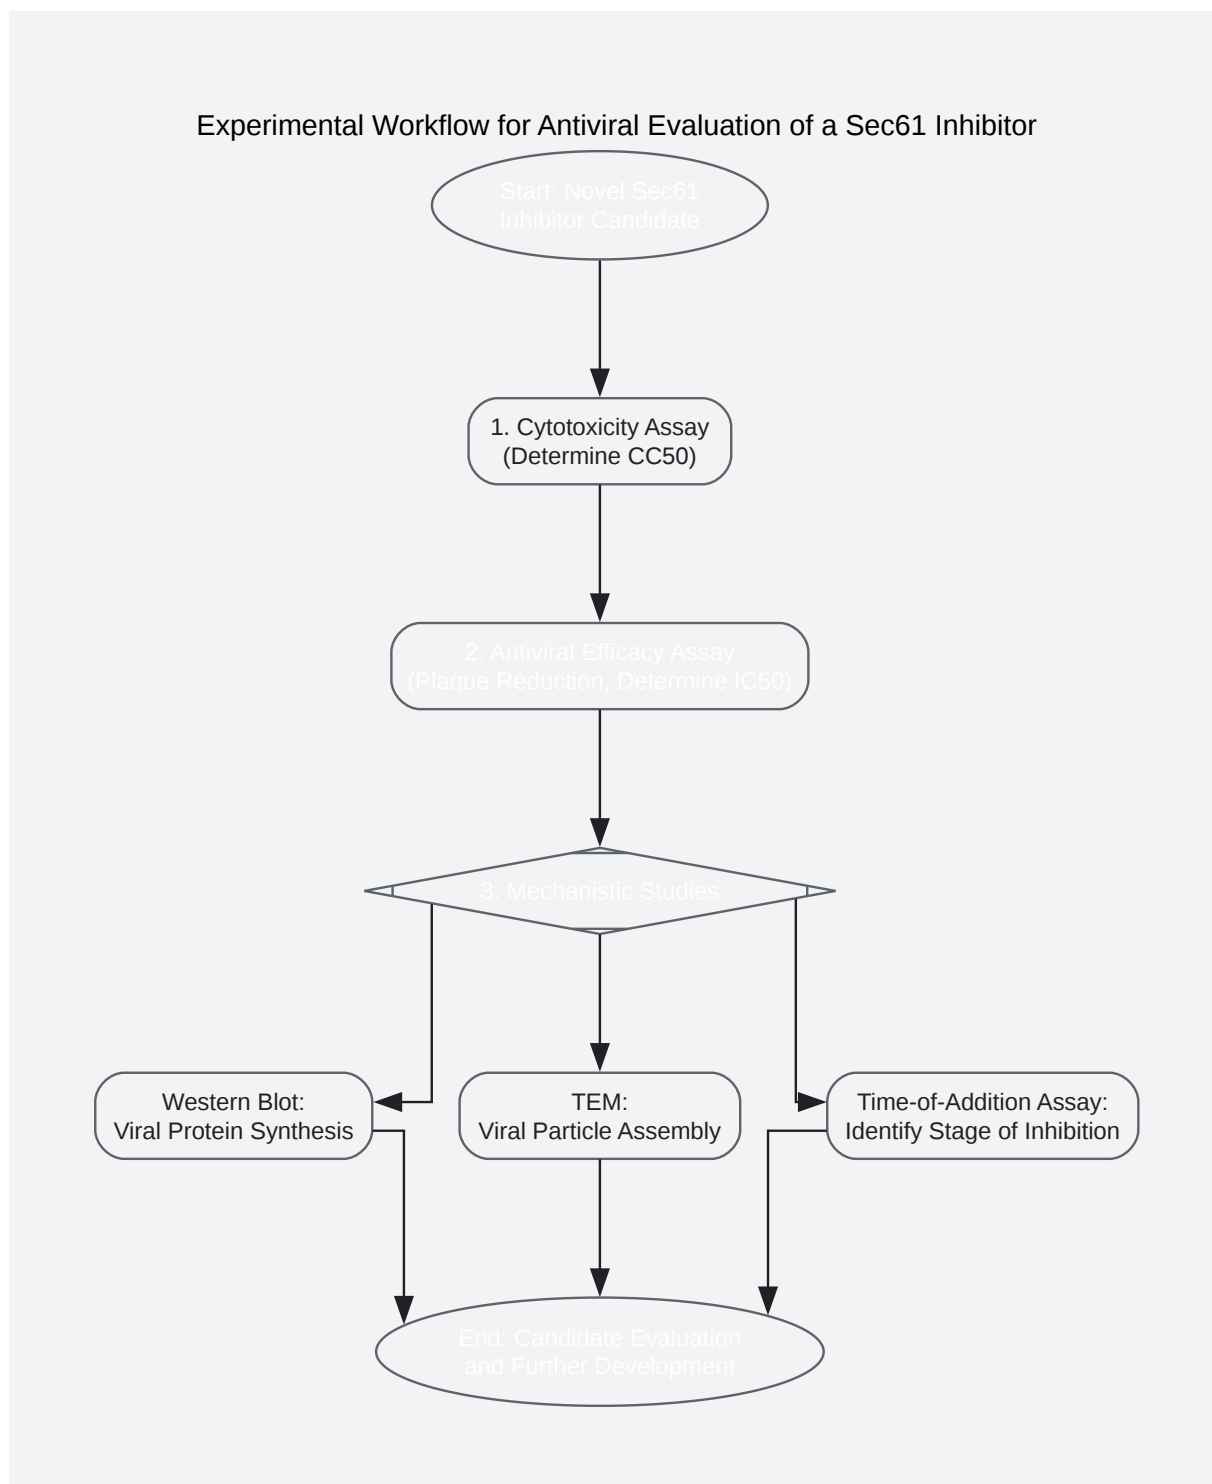 Experimental Workflow for Antiviral Evaluation of a Sec61 Inhibitor
Start: Novel Sec61
Inhibitor Candidate
1. Cytotoxicity Assay
(Determine CC50)
2. Antiviral Efficacy Assay
(Plaque Reduction, Determine IC50)
3. Mechanistic Studies
Western Blot:
Viral Protein Synthesis
TEM:
Viral Particle Assembly
Time-of-Addition Assay:
Identify Stage of Inhibition
End: Candidate Evaluation
and Further Development